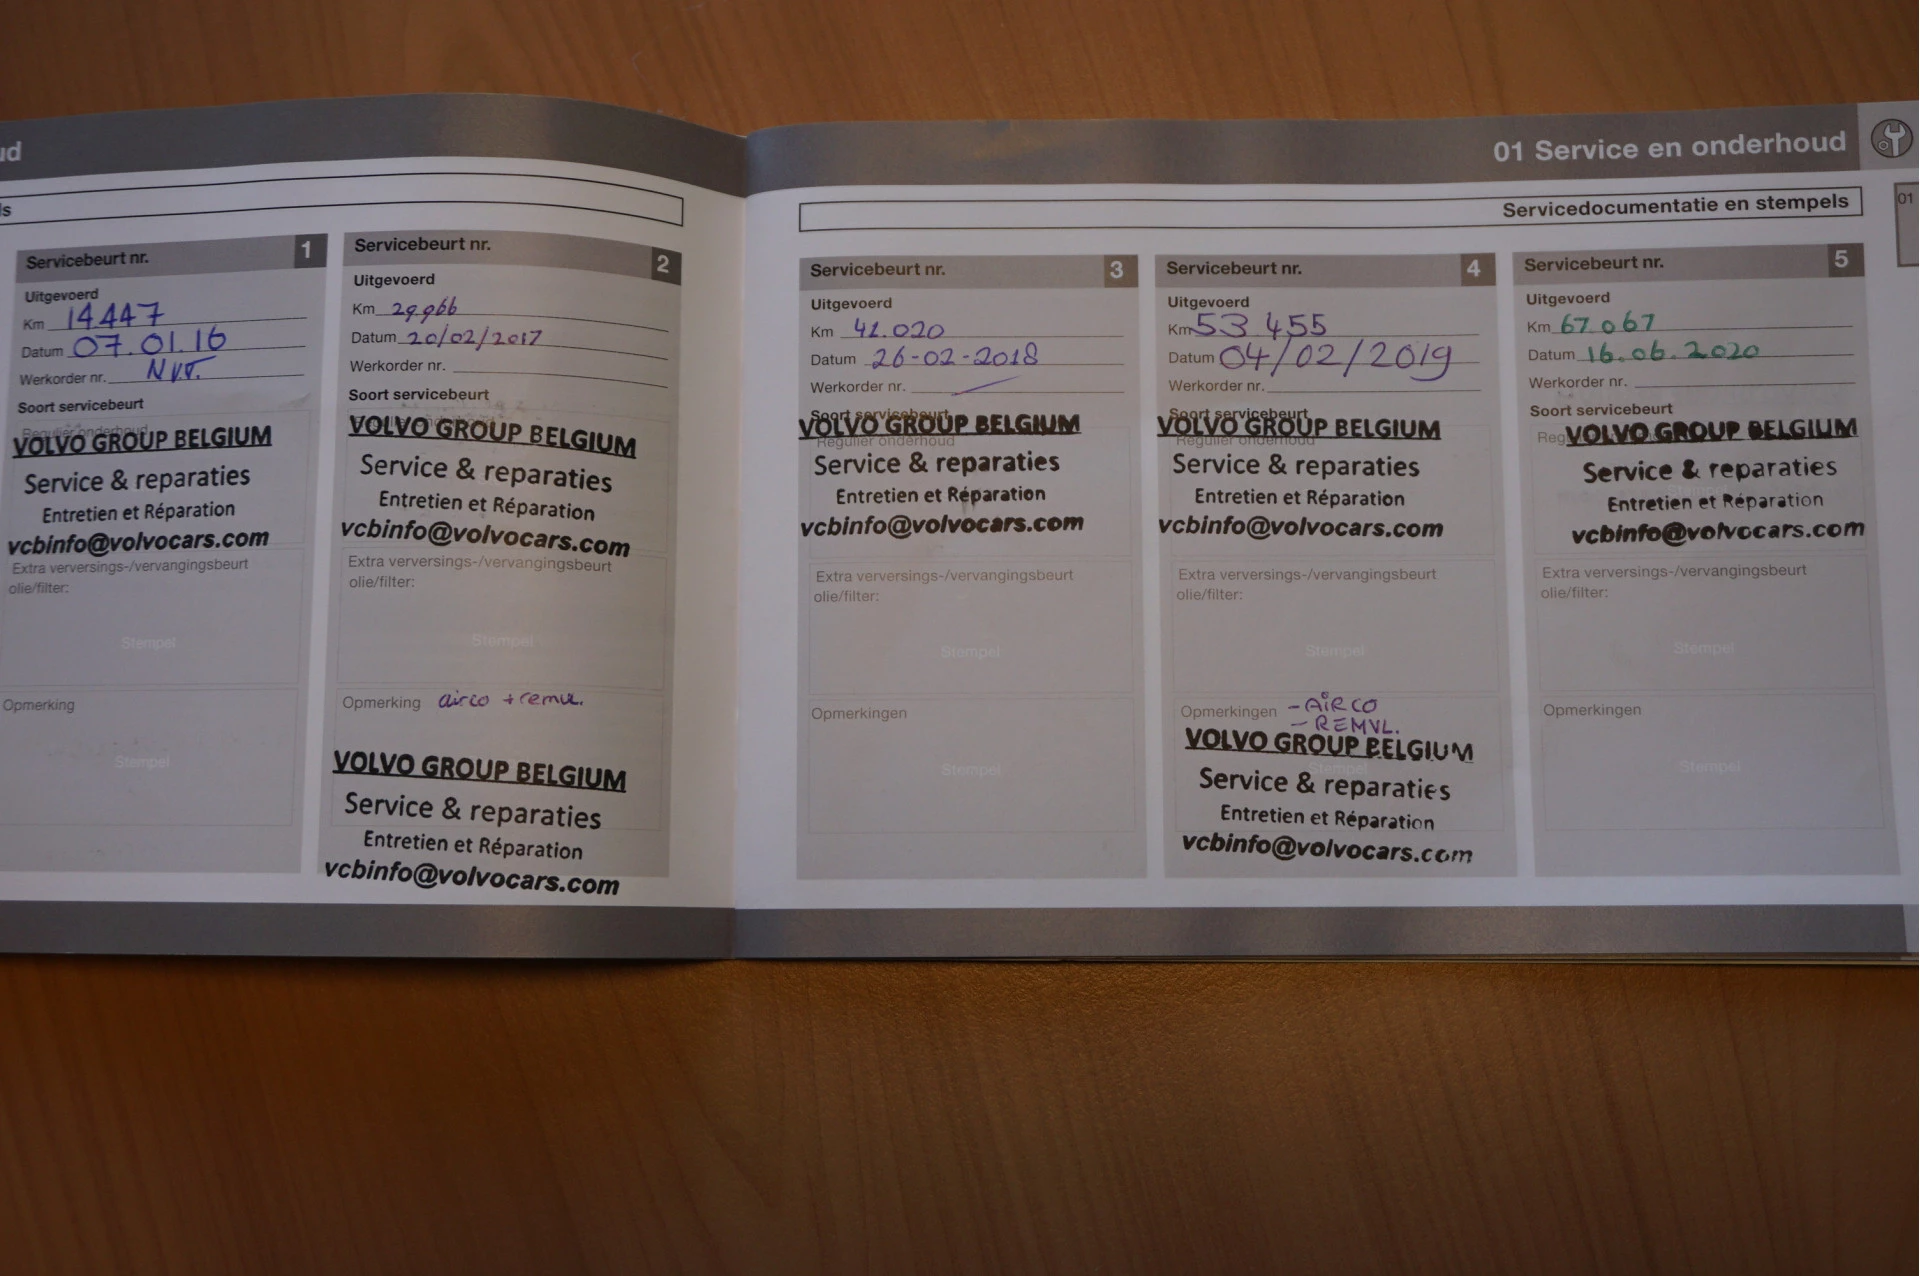 ud
s
Servicebeurt nr. 1
Uitgevoerd
Km 14447
Datum 07.01.16
Werkorder nr. NVT.
Soort servicebeurt
Regulier onderhoud
VOLVO GROUP BELGIUM
Service & reparaties
Entretien et Réparation
vcbinfo@volvocars.com
Extra verversings-/vervangingsbeurt
olie/filter:
Stempel
Opmerking
Stempel
Servicebeurt nr. 2
Uitgevoerd
Km 29.966
Datum 20/02/2017
Werkorder nr.
Soort servicebeurt
VOLVO GROUP BELGIUM
Service & reparaties
Entretien et Réparation
vcbinfo@volvocars.com
Extra verversings-/vervangingsbeurt
olie/filter:
Stempel
Opmerking airco + remvl.
VOLVO GROUP BELGIUM
Service & reparaties
Entretien et Réparation
vcbinfo@volvocars.com
01 Service en onderhoud
Servicedocumentatie en stempels
01
Servicebeurt nr. 3
Uitgevoerd
Km 42.020
Datum 26-02-2018
Werkorder nr.
Soort servicebeurt
VOLVO GROUP BELGIUM
Regulier onderhoud
Service & reparaties
Entretien et Réparation
vcbinfo@volvocars.com
Extra verversings-/vervangingsbeurt
olie/filter:
Stempel
Opmerkingen
Stempel
Servicebeurt nr. 4
Uitgevoerd
Km 53 455
Datum 04/02/2019
Werkorder nr.
Soort servicebeurt
VOLVO GROUP BELGIUM
Regulier onderhoud
Service & reparaties
Entretien et Réparation
vcbinfo@volvocars.com
Extra verversings-/vervangingsbeurt
olie/filter:
Stempel
Opmerkingen - AIRCO
- REMVL.
VOLVO GROUP BELGIUM
Stempel
Service & reparaties
Entretien et Réparation
vcbinfo@volvocars.com
Servicebeurt nr. 5
Uitgevoerd
Km 67.067
Datum 16.06.2020
Werkorder nr.
Soort servicebeurt
VOLVO GROUP BELGIUM
Service & reparaties
Stempel
Entretien et Réparation
vcbinfo@volvocars.com
Extra verversings-/vervangingsbeurt
olie/filter:
Stempel
Opmerkingen
Stempel